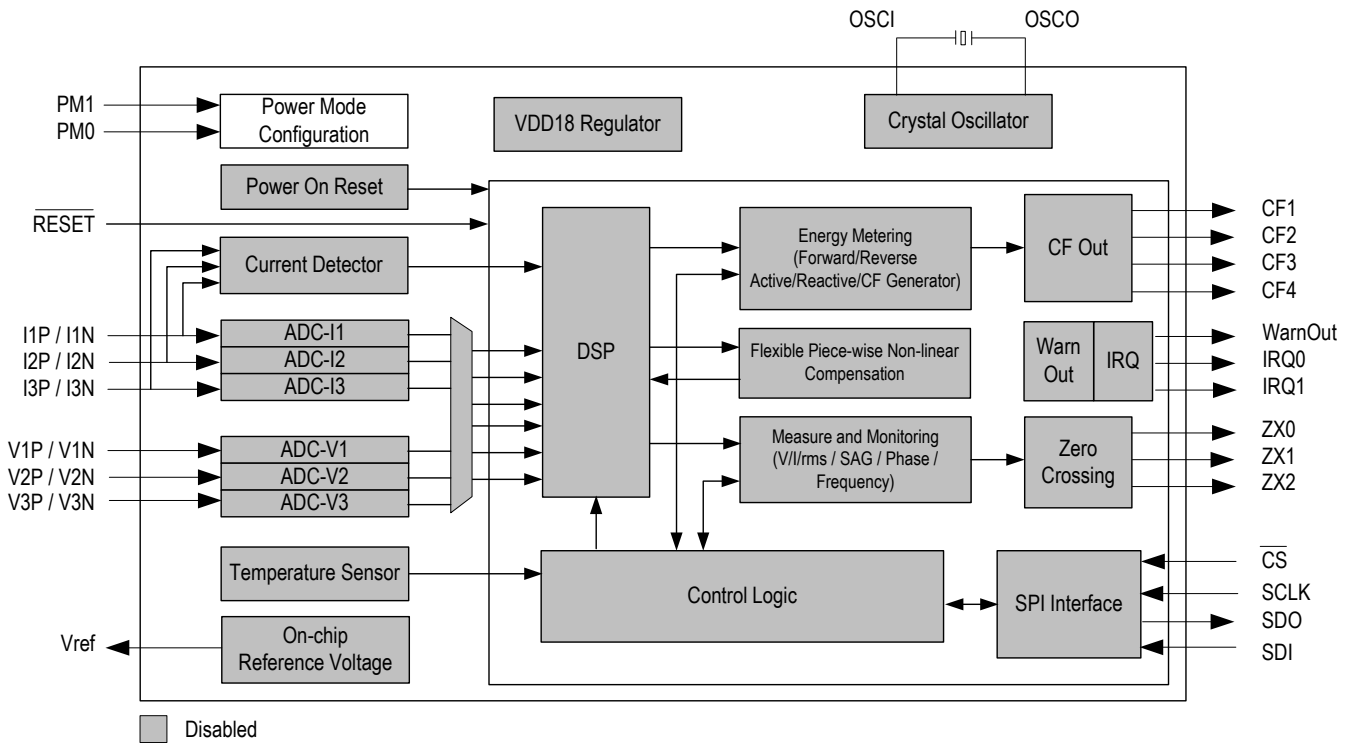 OSCI
OSCO
PM1
PM0
Power Mode
Configuration
VDD18 Regulator
Crystal Oscillator
Power On Reset
RESET
Current Detector
I1P / I1N
I2P / I2N
I3P / I3N
ADC-I1
ADC-I2
ADC-I3
V1P / V1N
V2P / V2N
V3P / V3N
ADC-V1
ADC-V2
ADC-V3
Temperature Sensor
Vref
On-chip
Reference Voltage
DSP
Energy Metering
(Forward/Reverse
Active/Reactive/CF Generator)
Flexible Piece-wise Non-linear
Compensation
Measure and Monitoring
(V/I/rms / SAG / Phase /
Frequency)
Control Logic
CF Out
CF1
CF2
CF3
CF4
Warn
Out
IRQ
WarnOut
IRQ0
IRQ1
Zero
Crossing
ZX0
ZX1
ZX2
SPI Interface
CS
SCLK
SDO
SDI
Disabled